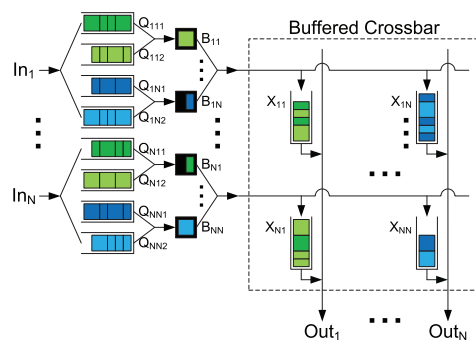 Buffered Crossbar
Q111
Q112
B11
In1
Q1N1
Q1N2
B1N
X11
X1N
QN11
QN12
BN1
InN
QNN1
QNN2
BNN
XN1
XNN
Out1
OutN